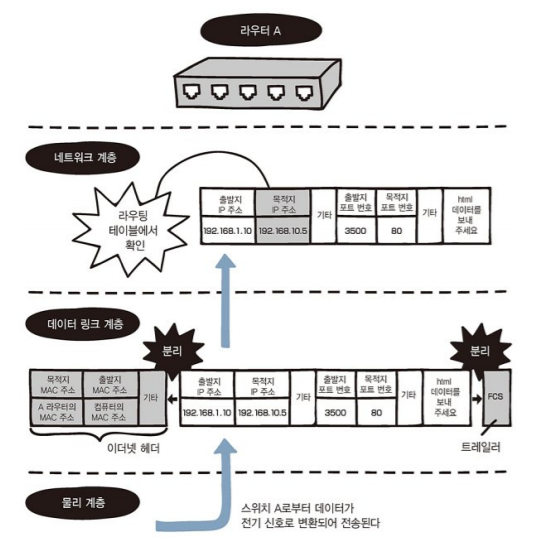 라우터 A
네트워크 계층
라우팅
테이블에서
확인
출발지
IP 주소
목적지
IP 주소
기타
출발지
포트 번호
목적지
포트 번호
기타
html
데이터를
보내
주세요
192.168.1.10
192.168.10.5
3500
80
데이터 링크 계층
분리
분리
목적지
MAC 주소
출발지
MAC 주소
기타
출발지
IP 주소
목적지
IP 주소
기타
출발지
포트 번호
목적지
포트 번호
기타
html
데이터를
보내
주세요
FCS
A 라우터의
MAC 주소
컴퓨터의
MAC 주소
192.168.1.10
192.168.10.5
3500
80
이더넷 헤더
트레일러
물리 계층
스위치 A로부터 데이터가
전기 신호로 변환되어 전송된다